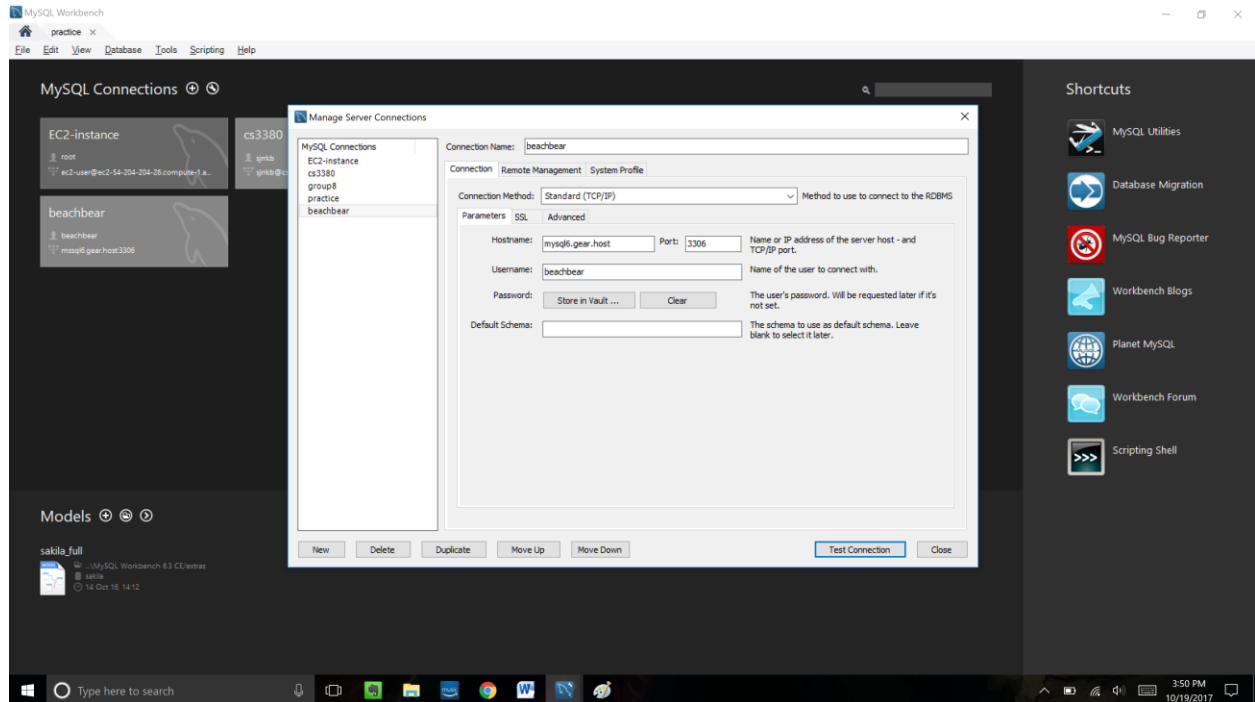 MySQL Workbench
practice ×
File Edit View Database Tools Scripting Help
MySQL Connections
EC2-instance
root
ec2-user@ec2-54-204-204-26.compute-1.a...
cs3380
sjmkb
sjmkb@c
beachbear
beachbear
mssql6.gear.host:3306
Manage Server Connections
MySQL Connections
EC2-instance
cs3380
group8
practice
beachbear
Connection Name: beachbear
Connection Remote Management System Profile
Connection Method: Standard (TCP/IP) Method to use to connect to the RDBMS
Parameters SSL Advanced
Hostname: mysql6.gear.host Port: 3306 Name or IP address of the server host - and
TCP/IP port.
Username: beachbear Name of the user to connect with.
Password: Store in Vault ... Clear The user's password. Will be requested later if it's
not set.
Default Schema: The schema to use as default schema. Leave
blank to select it later.
New Delete Duplicate Move Up Move Down Test Connection Close
Shortcuts
MySQL Utilities
Database Migration
MySQL Bug Reporter
Workbench Blogs
Planet MySQL
Workbench Forum
Scripting Shell
>>>
Models
sakila_full
...\MySQL Workbench 6.3 CE/extras
sakila
14 Oct 16, 14:12
Type here to search
music
3:50 PM
10/19/2017